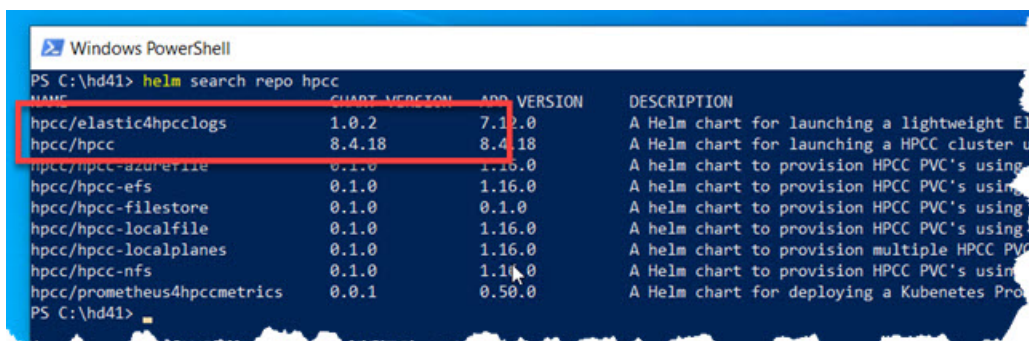 Windows PowerShell
PS C:\hd41> helm search repo hpcc
NAME CHART VERSION APP VERSION DESCRIPTION
hpcc/elastic4hpcclogs 1.0.2 7.12.0 A Helm chart for launching a lightweight
hpcc/hpcc 8.4.18 8.4.18 A Helm chart for launching a HPCC cluster
hpcc/hpcc-azurefile 0.1.0 1.16.0 A helm chart to provision HPCC PVC's using
hpcc/hpcc-efs 0.1.0 1.16.0 A helm chart to provision HPCC PVC's using
hpcc/hpcc-filestore 0.1.0 0.1.0 A helm chart to provision HPCC PVC's using
hpcc/hpcc-localfile 0.1.0 1.16.0 A helm chart to provision HPCC PVC's using
hpcc/hpcc-localplanes 0.1.0 1.16.0 A helm chart to provision multiple HPCC
hpcc/hpcc-nfs 0.1.0 1.16.0 A helm chart to provision HPCC PVC's
hpcc/prometheus4hpccmetrics 0.0.1 0.50.0 A Helm chart for deploying a Kubenetes
PS C:\hd41>